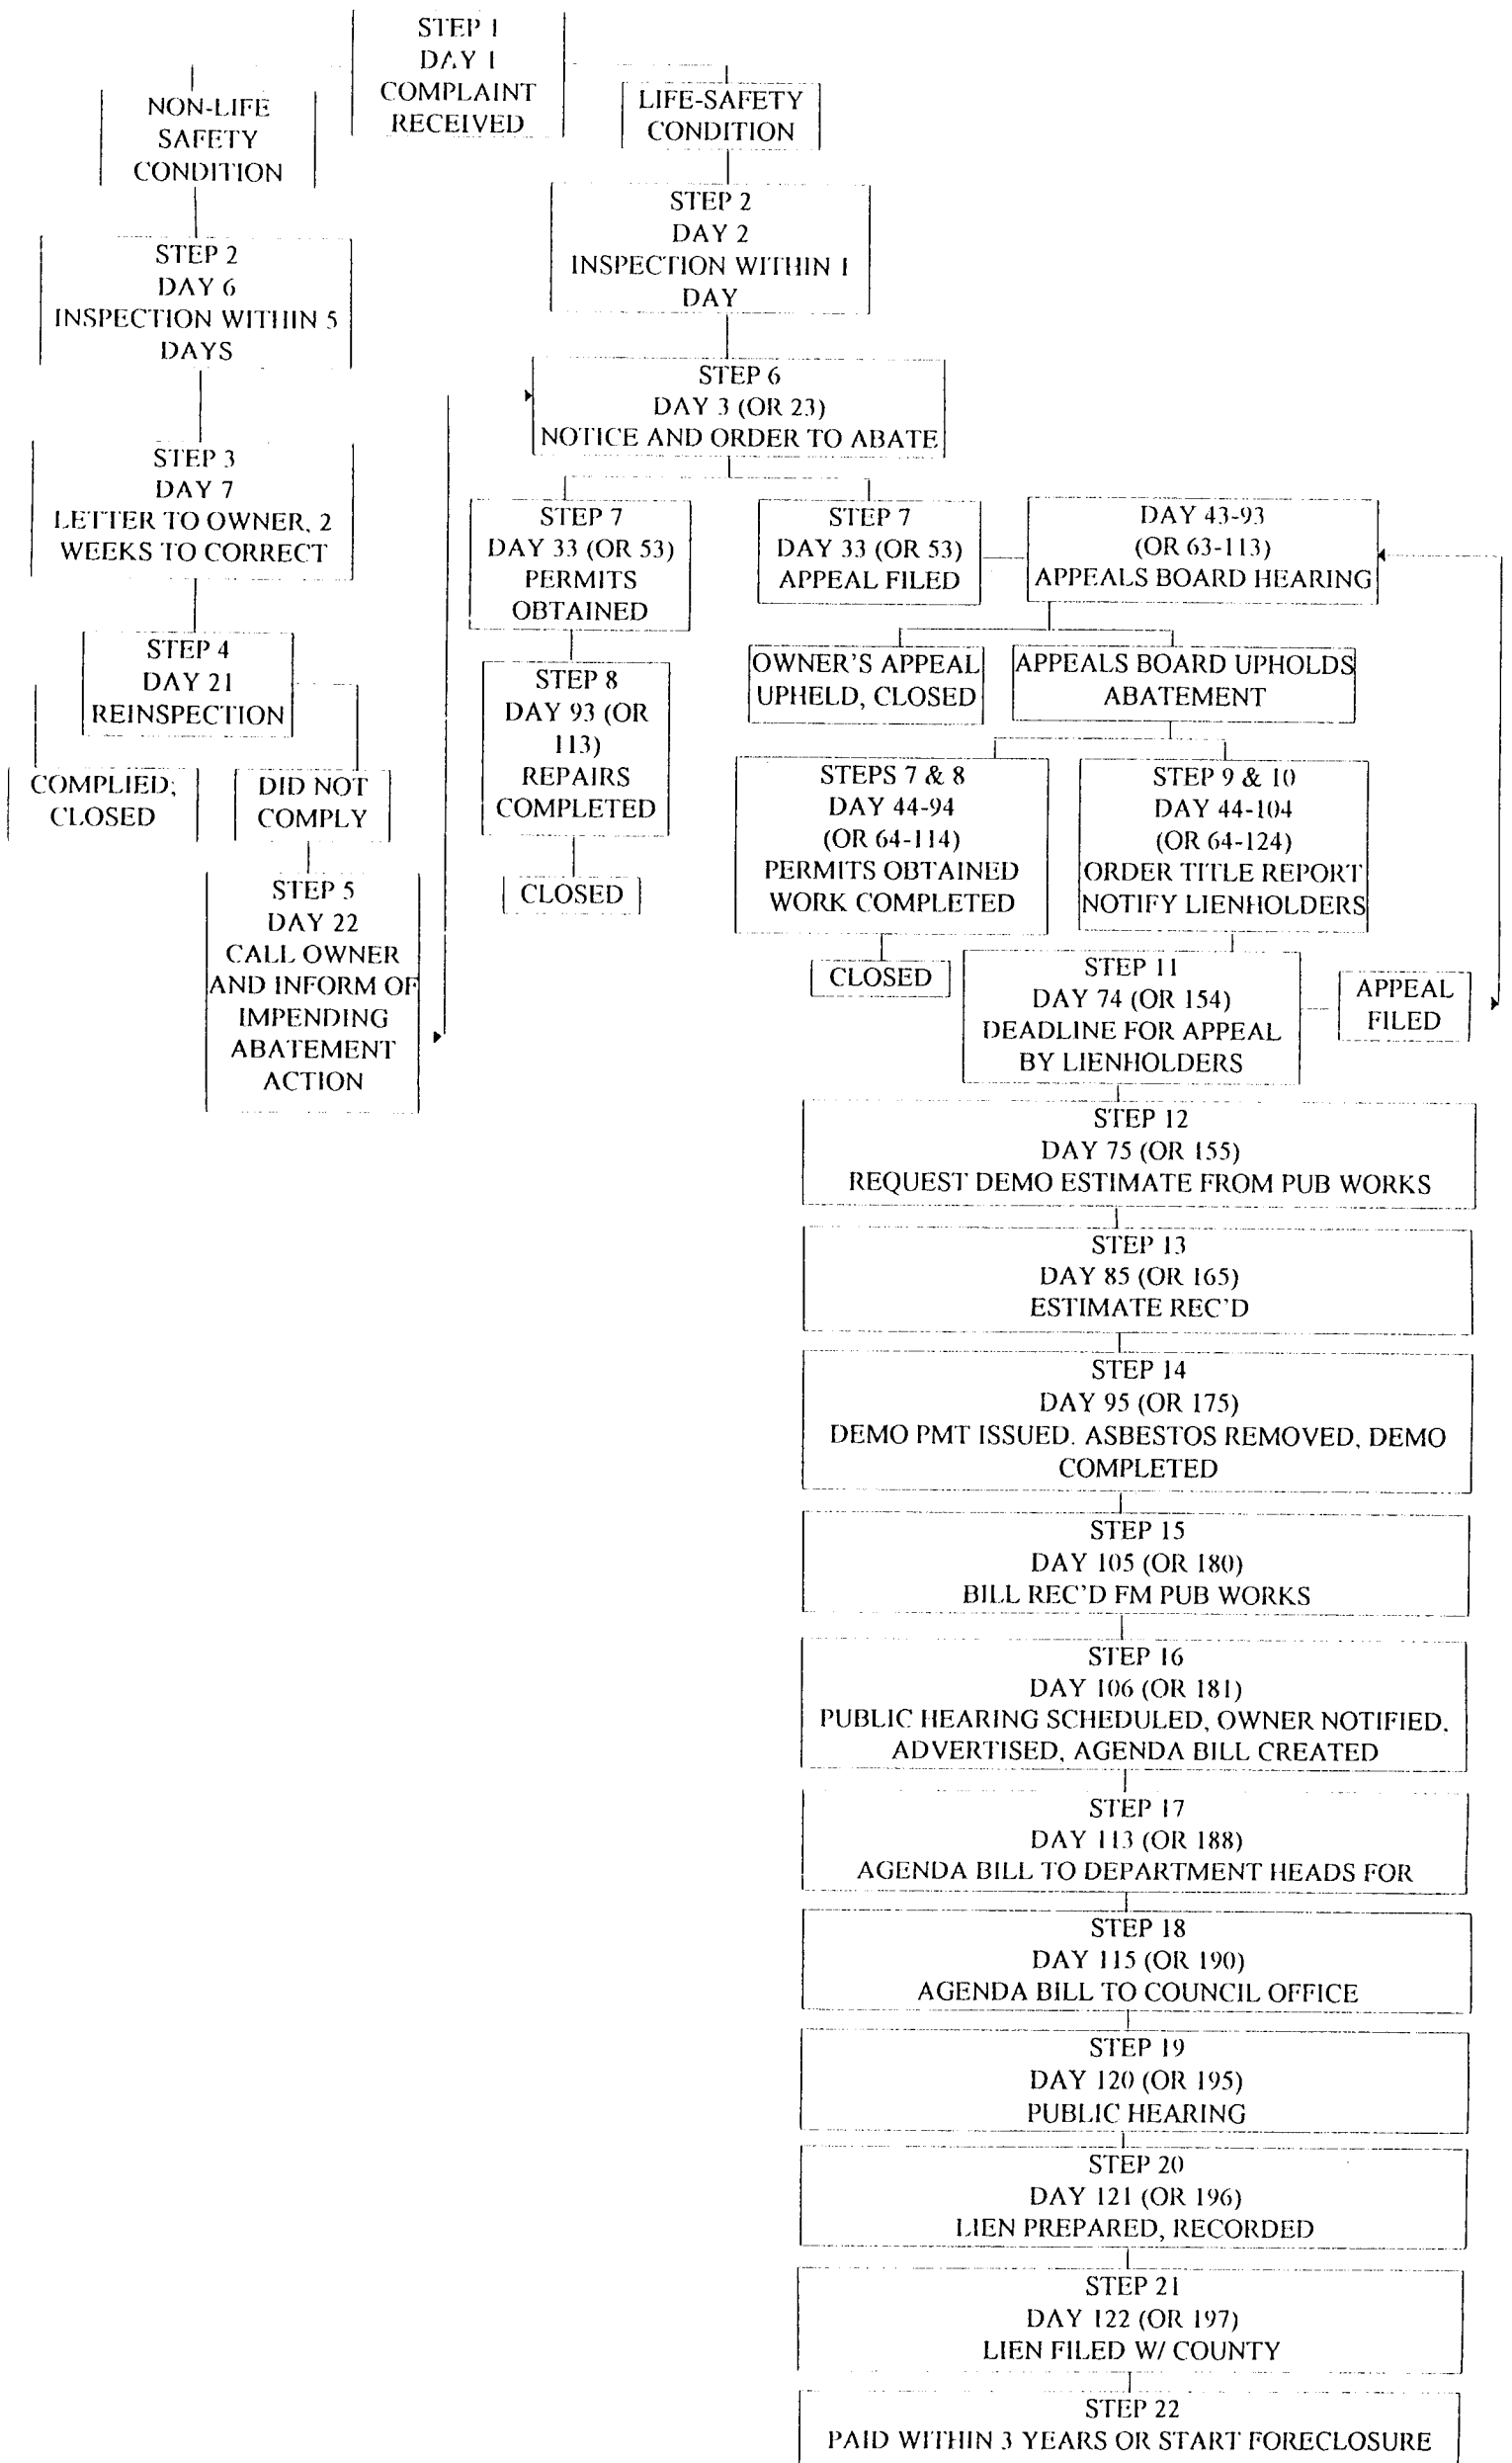 STEP 1
DAY 1
COMPLAINT
RECEIVED
NON-LIFE
SAFETY
CONDITION
LIFE-SAFETY
CONDITION
STEP 2
DAY 6
INSPECTION WITHIN 5
DAYS
STEP 3
DAY 7
LETTER TO OWNER, 2
WEEKS TO CORRECT
STEP 4
DAY 21
REINSPECTION
COMPLIED;
CLOSED
DID NOT
COMPLY
STEP 5
DAY 22
CALL OWNER
AND INFORM OF
IMPENDING
ABATEMENT
ACTION
STEP 2
DAY 2
INSPECTION WITHIN 1
DAY
STEP 6
DAY 3 (OR 23)
NOTICE AND ORDER TO ABATE
STEP 7
DAY 33 (OR 53)
PERMITS
OBTAINED
STEP 8
DAY 93 (OR
113)
REPAIRS
COMPLETED
CLOSED
STEP 7
DAY 33 (OR 53)
APPEAL FILED
DAY 43-93
(OR 63-113)
APPEALS BOARD HEARING
OWNER'S APPEAL
UPHELD, CLOSED
APPEALS BOARD UPHOLDS
ABATEMENT
STEPS 7 & 8
DAY 44-94
(OR 64-114)
PERMITS OBTAINED
WORK COMPLETED
CLOSED
STEP 9 & 10
DAY 44-104
(OR 64-124)
ORDER TITLE REPORT
NOTIFY LIENHOLDERS
STEP 11
DAY 74 (OR 154)
DEADLINE FOR APPEAL
BY LIENHOLDERS
APPEAL
FILED
STEP 12
DAY 75 (OR 155)
REQUEST DEMO ESTIMATE FROM PUB WORKS
STEP 13
DAY 85 (OR 165)
ESTIMATE REC'D
STEP 14
DAY 95 (OR 175)
DEMO PMT ISSUED. ASBESTOS REMOVED, DEMO
COMPLETED
STEP 15
DAY 105 (OR 180)
BILL REC'D FM PUB WORKS
STEP 16
DAY 106 (OR 181)
PUBLIC HEARING SCHEDULED, OWNER NOTIFIED,
ADVERTISED, AGENDA BILL CREATED
STEP 17
DAY 113 (OR 188)
AGENDA BILL TO DEPARTMENT HEADS FOR
STEP 18
DAY 115 (OR 190)
AGENDA BILL TO COUNCIL OFFICE
STEP 19
DAY 120 (OR 195)
PUBLIC HEARING
STEP 20
DAY 121 (OR 196)
LIEN PREPARED, RECORDED
STEP 21
DAY 122 (OR 197)
LIEN FILED W/ COUNTY
STEP 22
PAID WITHIN 3 YEARS OR START FORECLOSURE